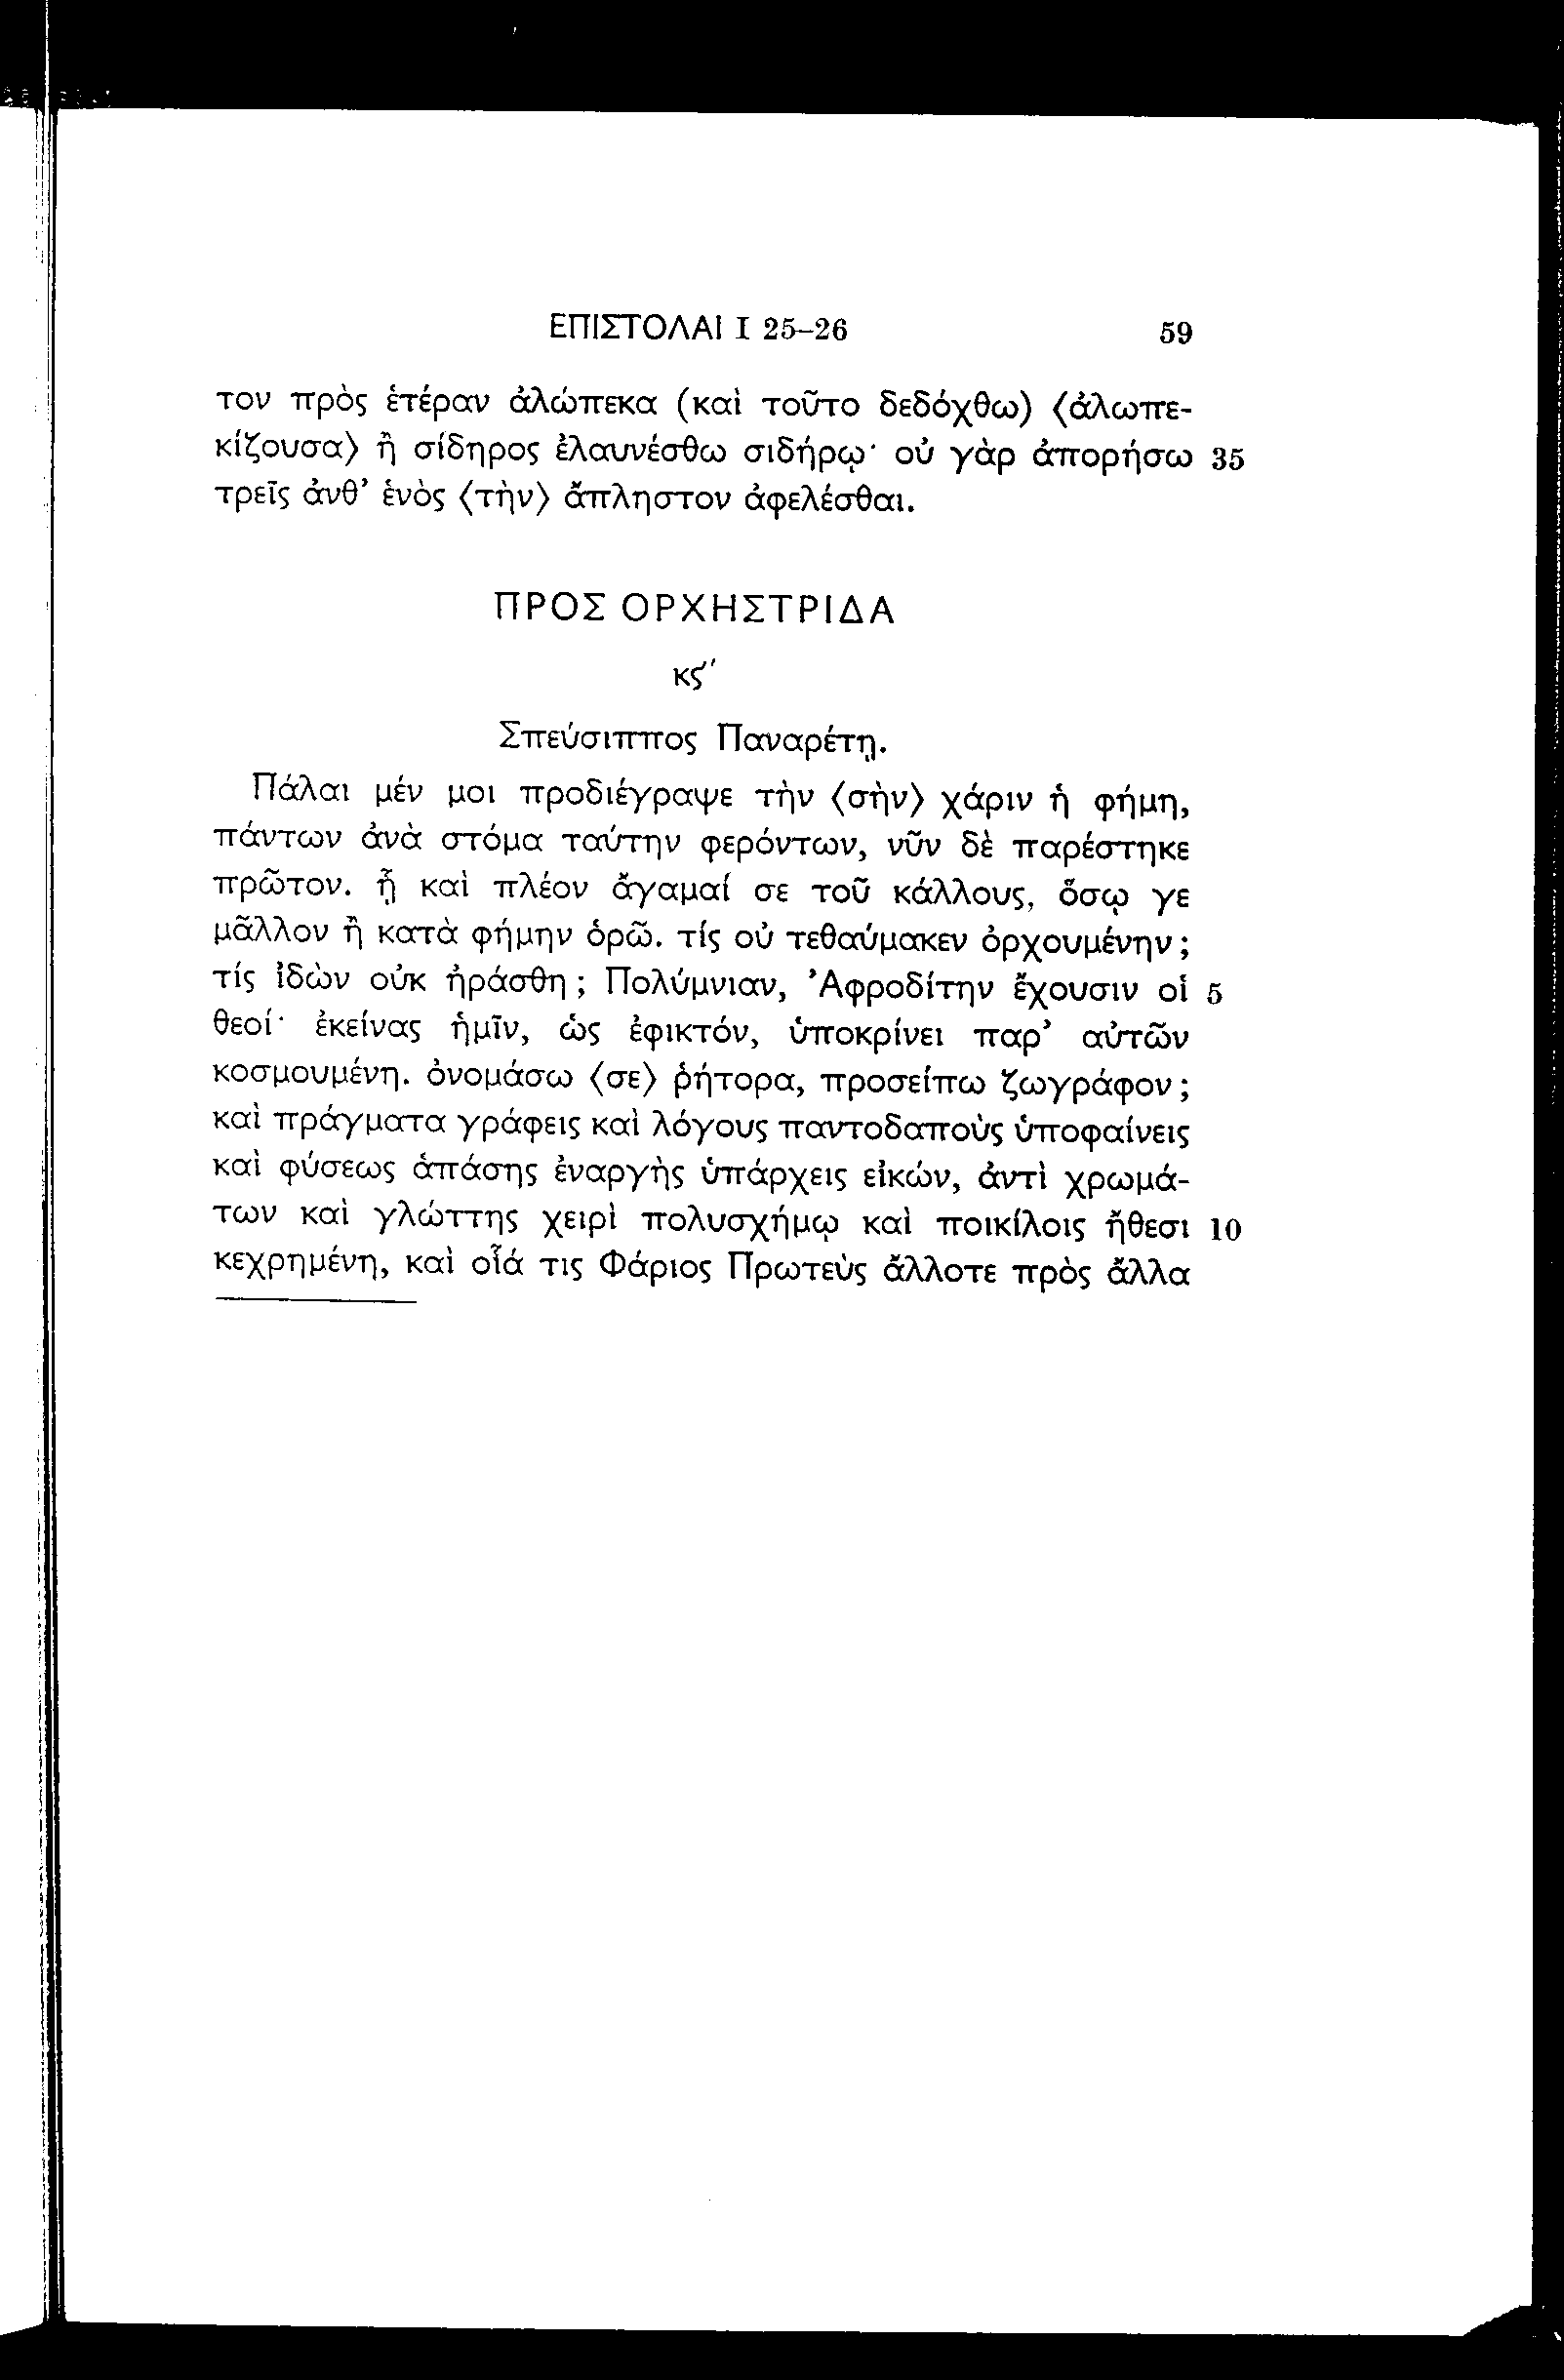 ΕΠΙΣΤΟΛΑΙ I 25–26 59
τον πρὸς ἑτέραν ἀλώπεκα (καὶ τοῦτο δεδόχθω) ⟨ἀλωπε-
κίζουσα⟩ ἢ σίδηρος ἐλαυνέσθω σιδήρῳ· οὐ γὰρ ἀπορήσω 35
τρεῖς ἀνθ’ ἑνὸς ⟨τὴν⟩ ἄπληστον ἀφελέσθαι.
ΠΡΟΣ ΟΡΧΗΣΤΡΙΔΑ
κϛ′
Σπεύσιππος Παναρέτῃ.
Πάλαι μέν μοι προδιέγραψε τὴν ⟨σὴν⟩ χάριν ἡ φήμη,
πάντων ἀνὰ στόμα ταύτην φερόντων, νῦν δὲ παρέστηκε
πρῶτον. ᾗ καὶ πλέον ἄγαμαί σε τοῦ κάλλους, ὅσῳ γε
μᾶλλον ἢ κατὰ φήμην ὁρῶ. τίς οὐ τεθαύμακεν ὀρχουμένην;
τίς ἰδὼν οὐκ ἠράσθη; Πολύμνιαν, Ἀφροδίτην ἔχουσιν οἱ 5
θεοί· ἐκείνας ἡμῖν, ὡς ἐφικτόν, ὑποκρίνει παρ’ αὐτῶν
κοσμουμένη. ὀνομάσω ⟨σε⟩ ῥήτορα, προσείπω ζωγράφον;
καὶ πράγματα γράφεις καὶ λόγους παντοδαποὺς ὑποφαίνεις
καὶ φύσεως ἁπάσης ἐναργὴς ὑπάρχεις εἰκών, ἀντὶ χρωμά-
των καὶ γλώττης χειρὶ πολυσχήμῳ καὶ ποικίλοις ἤθεσι 10
κεχρημένη, καὶ οἷά τις Φάριος Πρωτεὺς ἄλλοτε πρὸς ἄλλα